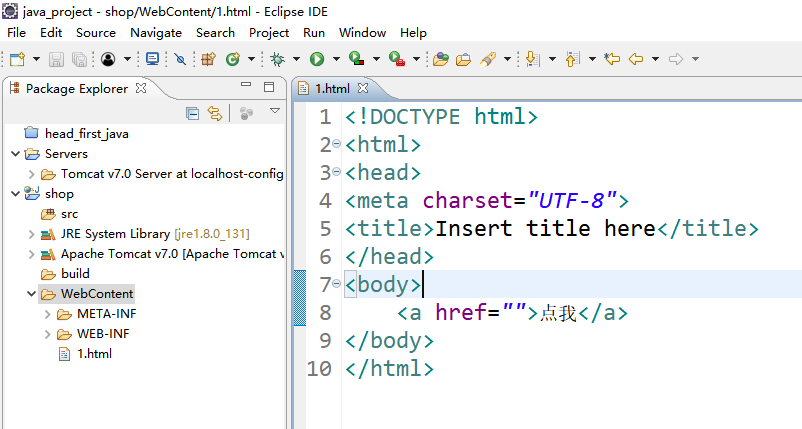 java_project - shop/WebContent/1.html - Eclipse IDE
File Edit Source Navigate Search Project Run Window Help
Package Explorer
1.html
head_first_java
Servers
Tomcat v7.0 Server at localhost-config
shop
src
JRE System Library [jre1.8.0_131]
Apache Tomcat v7.0 [Apache Tomcat v
build
WebContent
META-INF
WEB-INF
1.html
1 <!DOCTYPE html>
2 <html>
3 <head>
4 <meta charset="UTF-8">
5 <title>Insert title here</title>
6 </head>
7 <body>
8 <a href="">点我</a>
9 </body>
10 </html>